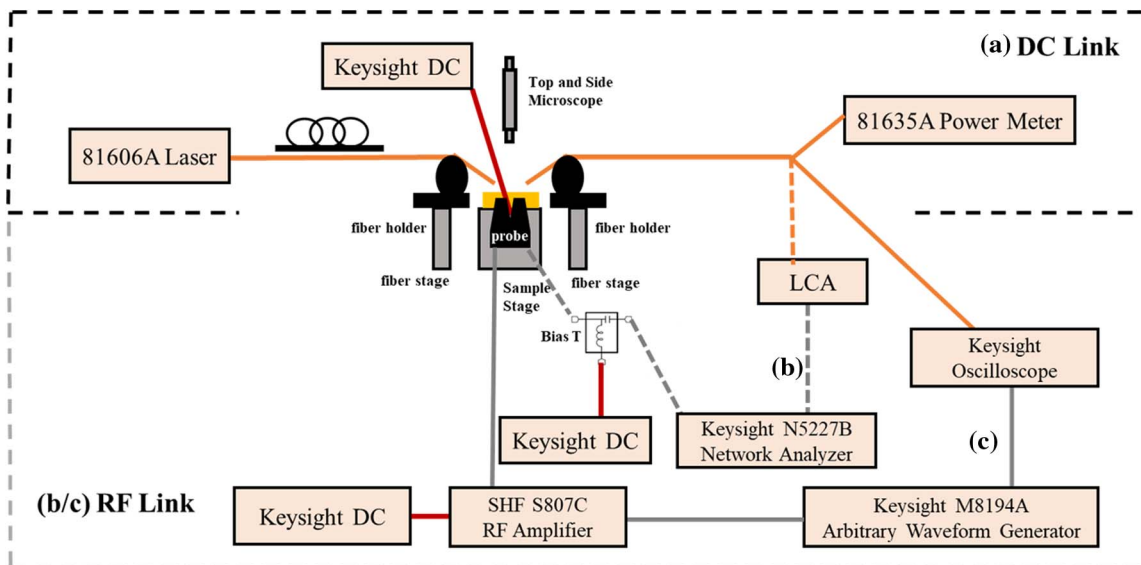 (a) DC Link
Keysight DC
Top and Side
Microscope
81606A Laser
81635A Power Meter
probe
fiber holder
fiber holder
fiber stage
Sample
Stage
fiber stage
LCA
Bias T
Keysight
Oscilloscope
(b)
Keysight DC
Keysight N5227B
Network Analyzer
(c)
(b/c) RF Link
Keysight DC
SHF S807C
RF Amplifier
Keysight M8194A
Arbitrary Waveform Generator